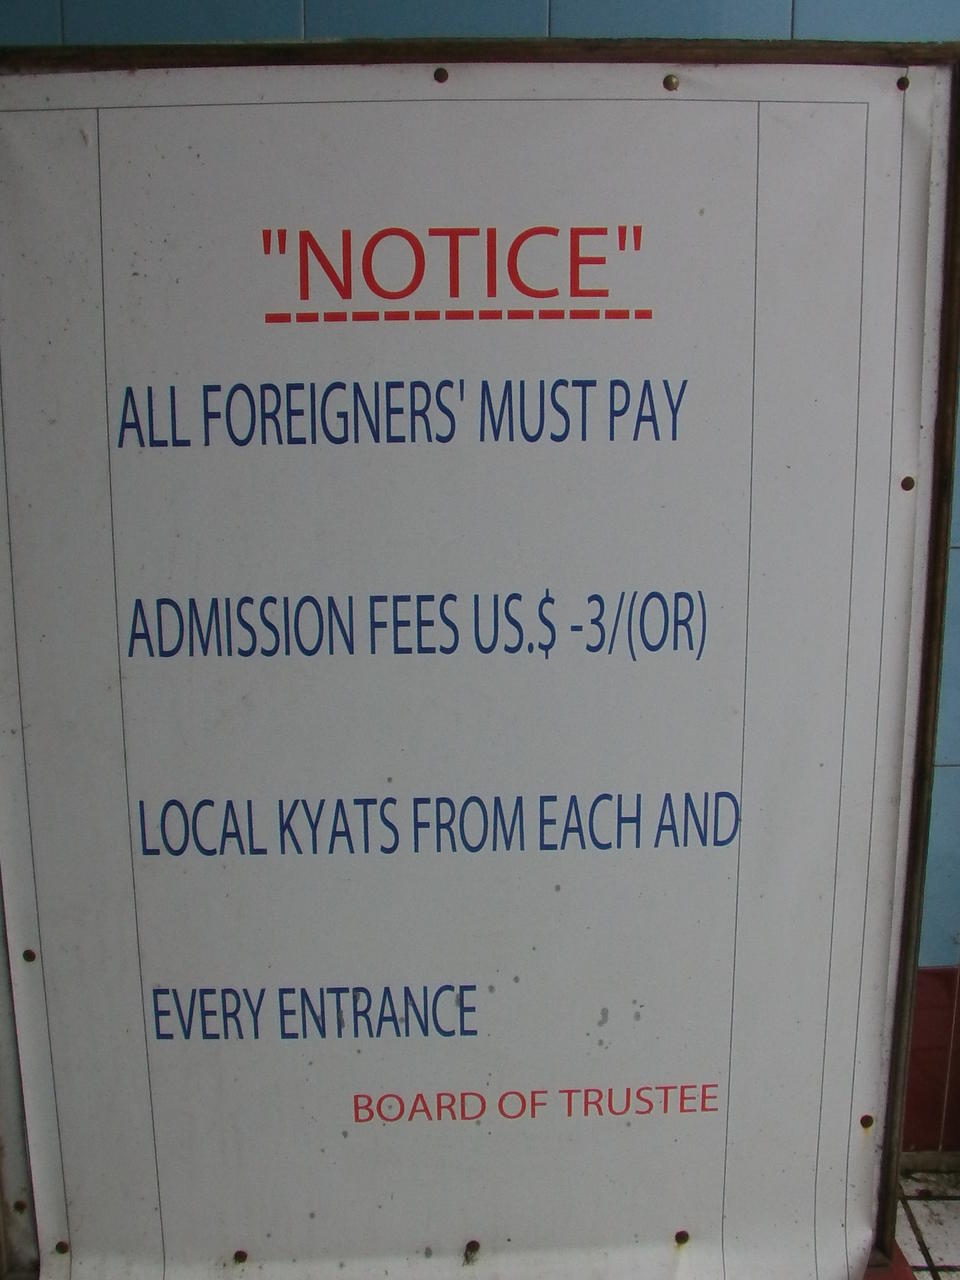 "NOTICE"
ALL FOREIGNERS' MUST PAY
ADMISSION FEES US.$ -3/(OR)
LOCAL KYATS FROM EACH AND
EVERY ENTRANCE
BOARD OF TRUSTEE